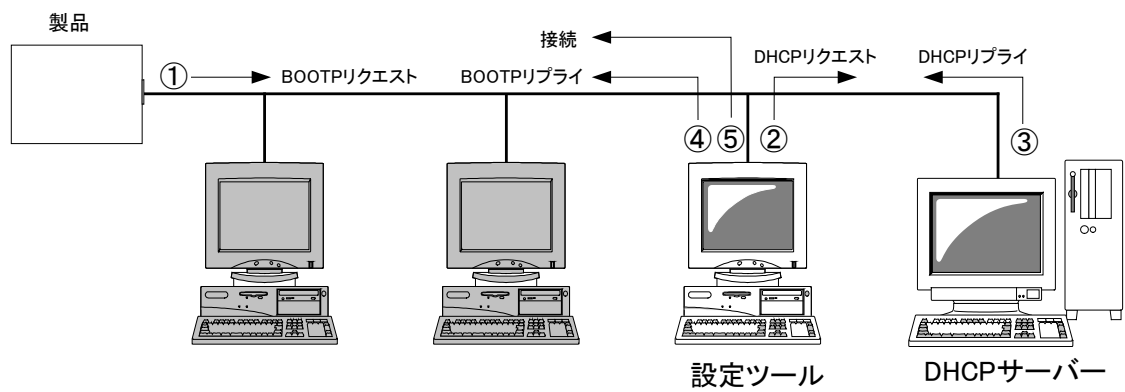 製品
接続
DHCPリクエスト
DHCPリプライ
①
BOOTPリクエスト
BOOTPリプライ
④
⑤
②
③
設定ツール
DHCPサーバー